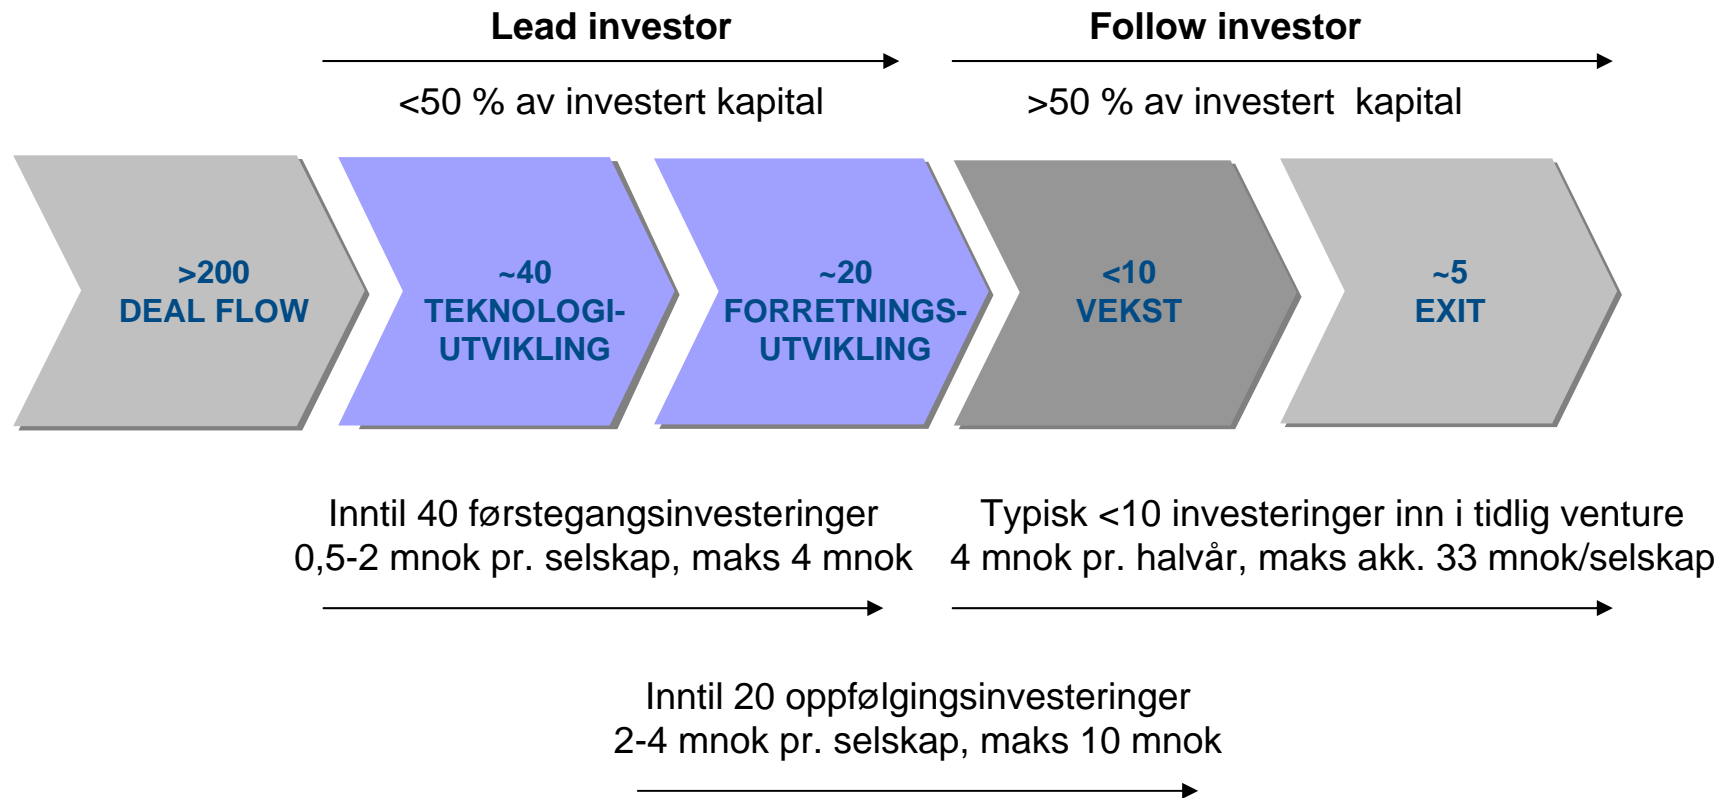 Lead investor
Follow investor
<50 % av investert kapital
>50 % av investert kapital
>200
DEAL FLOW
~40
TEKNOLOGI-
UTVIKLING
~20
FORRETNINGS-
UTVIKLING
<10
VEKST
~5
EXIT
Inntil 40 førstegangsinvesteringer
0,5-2 mnok pr. selskap, maks 4 mnok
Typisk <10 investeringer inn i tidlig venture
4 mnok pr. halvår, maks akk. 33 mnok/selskap
Inntil 20 oppfølgingsinvesteringer
2-4 mnok pr. selskap, maks 10 mnok